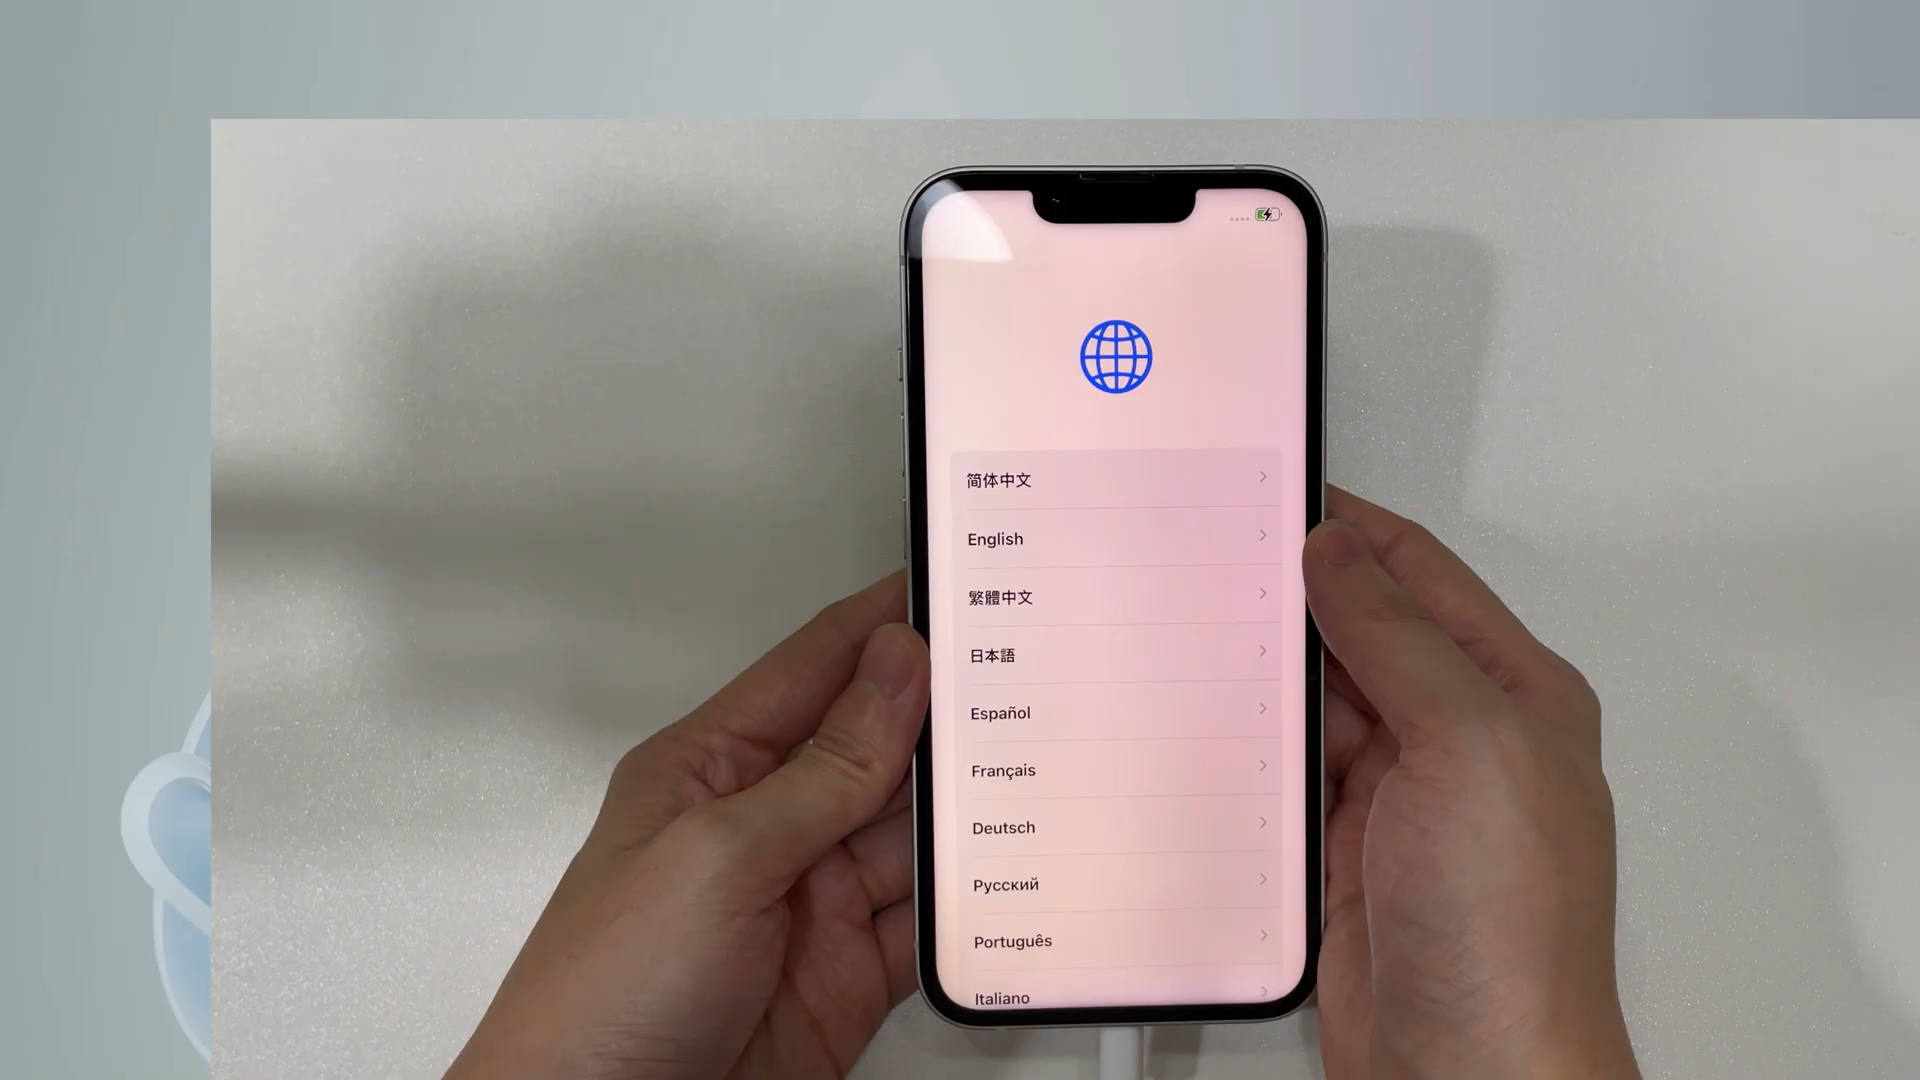 简体中文
English
繁體中文
日本語
Español
Français
Deutsch
Русский
Português
Italiano